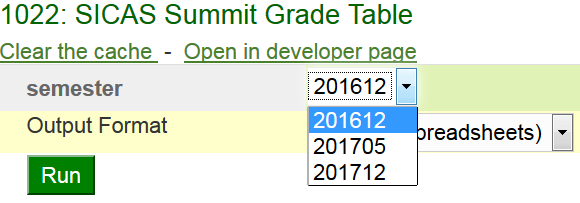 1022: SICAS Summit Grade Table
Clear the cache - Open in developer page
semester 201612
Output Format preadsheets)
201612
201705
201712
Run